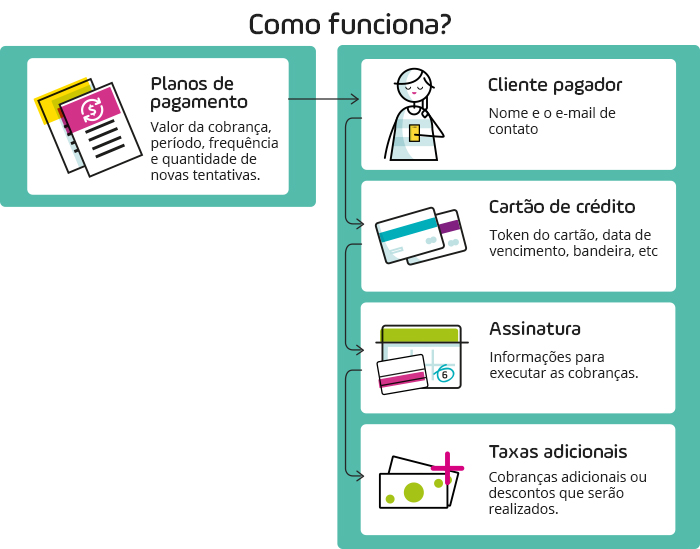 Como funciona?
Planos de
pagamento
Valor da cobrança,
período, frequência
e quantidade de
novas tentativas.
$
Cliente pagador
Nome e o e-mail de
contato
Cartão de crédito
Token do cartão, data de
vencimento, bandeira, etc
Assinatura
Informações para
executar as cobranças.
6
Taxas adicionais
Cobranças adicionais ou
descontos que serão
realizados.